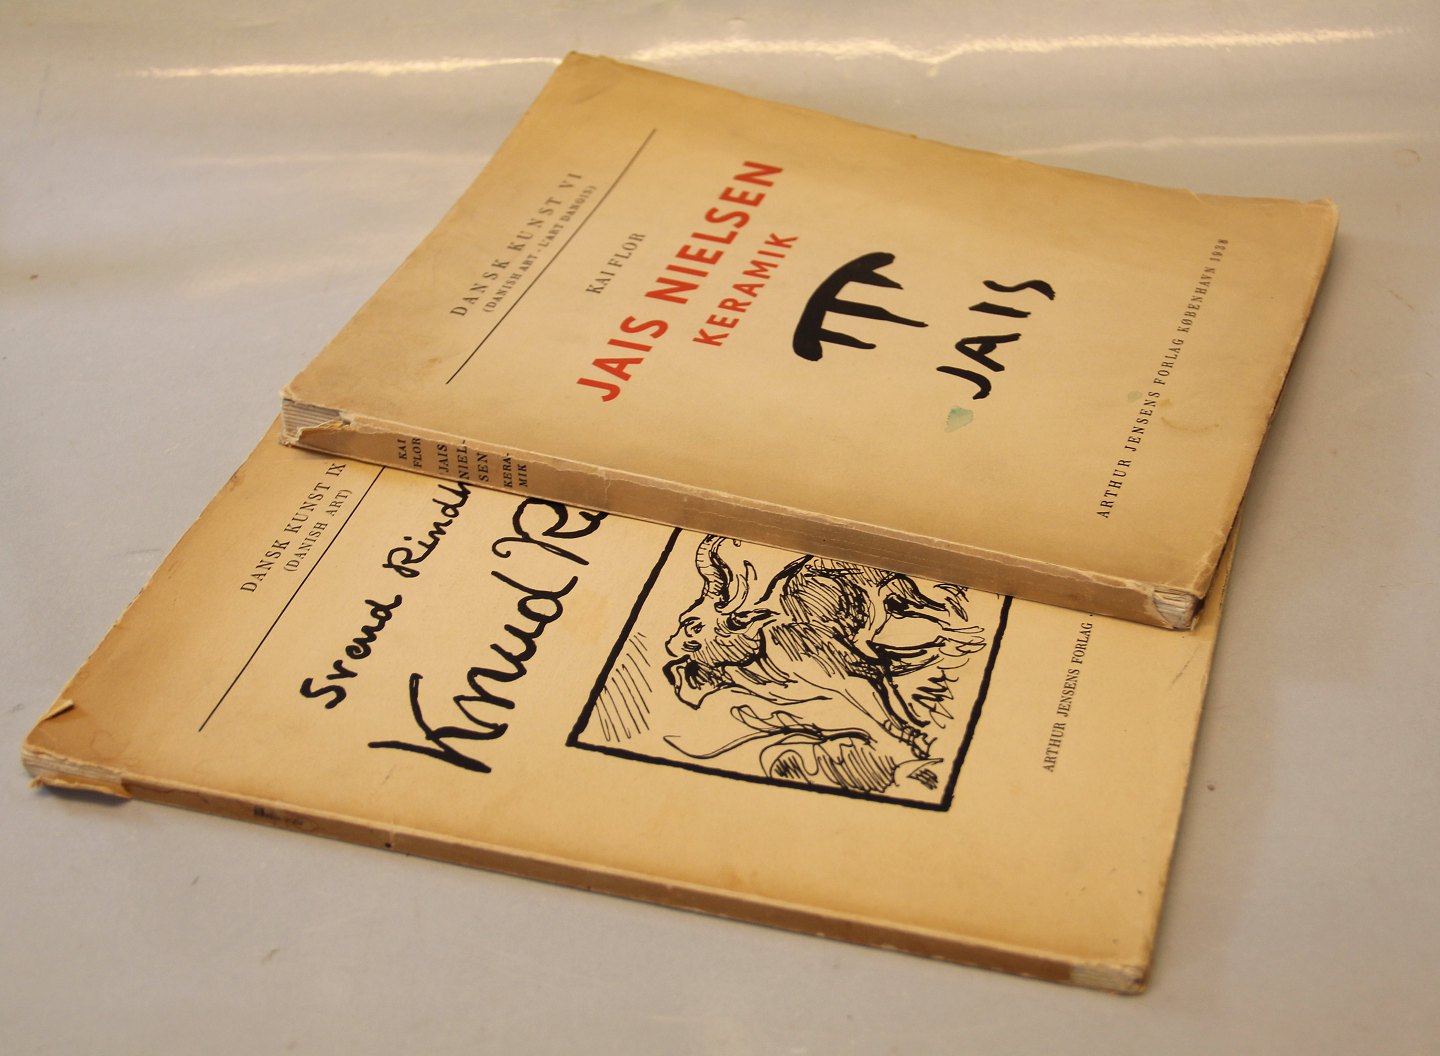 DANSK KUNST VI
(DANISH ART - L'ART DANOIS)
KAI FLOR
JAIS NIELSEN
KERAMIK
JAIS
ARTHUR JENSENS FORLAG KØBENHAVN 1938
KAI
FLOR
JAIS
NIEL-
SEN
KERA-
MIK
DANSK KUNST IX
(DANISH ART)
Svend
Knud
ARTHUR JENSENS FORLAG